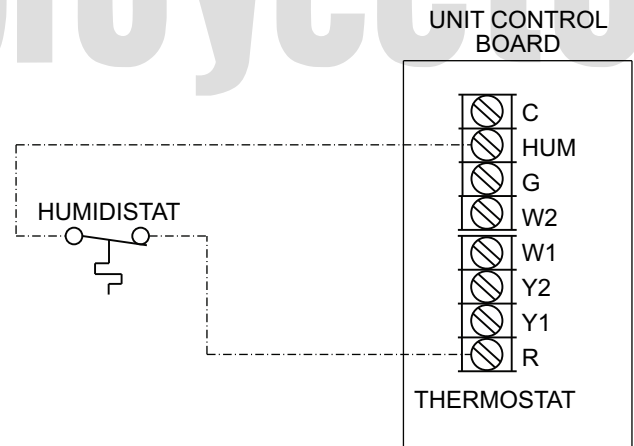 UNIT CONTROL
BOARD
C
HUM
G
HUMIDISTAT
W2
W1
Y2
Y1
R
THERMOSTAT